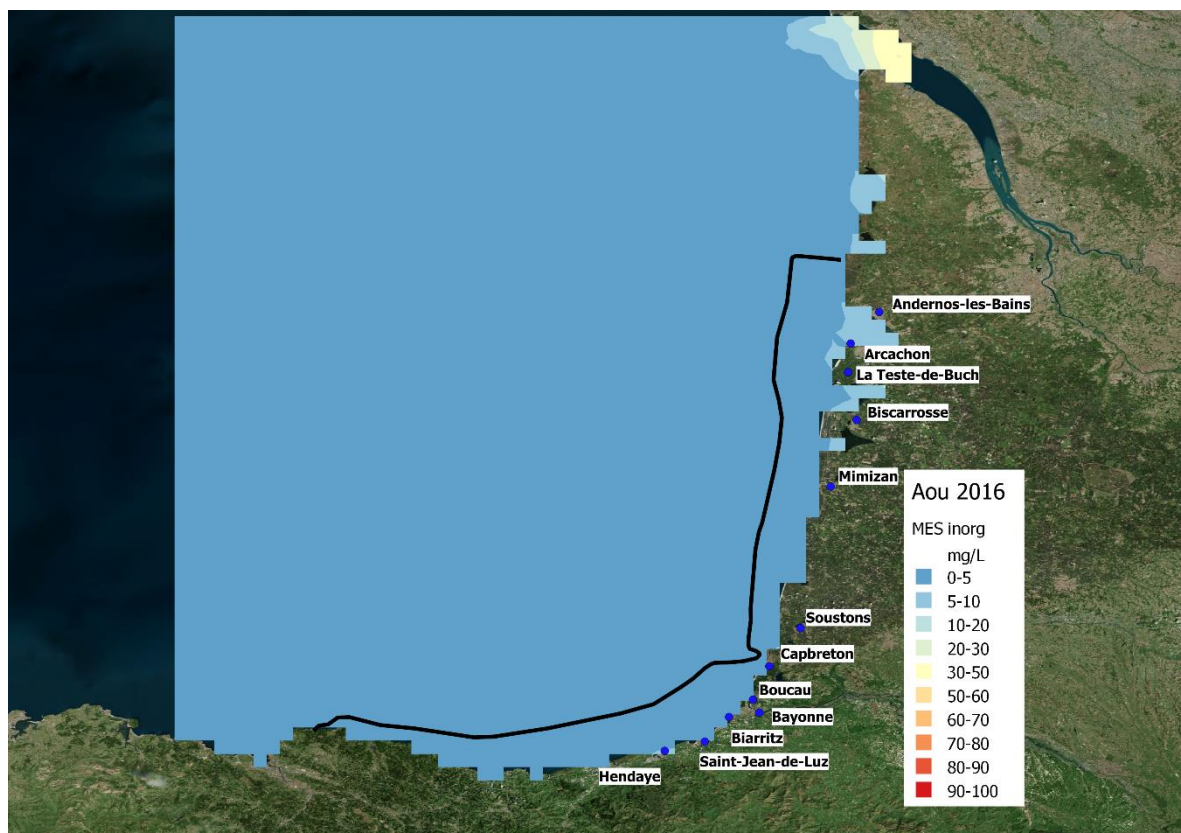 Andernos-les-Bains
Arcachon
La Teste-de-Buch
Biscarrosse
Mimizan
Aou 2016
MES inorg
mg/L
0-5
5-10
10-20
20-30
30-50
50-60
60-70
70-80
80-90
90-100
Soustons
Capbreton
Boucau
Bayonne
Biarritz
Saint-Jean-de-Luz
Hendaye